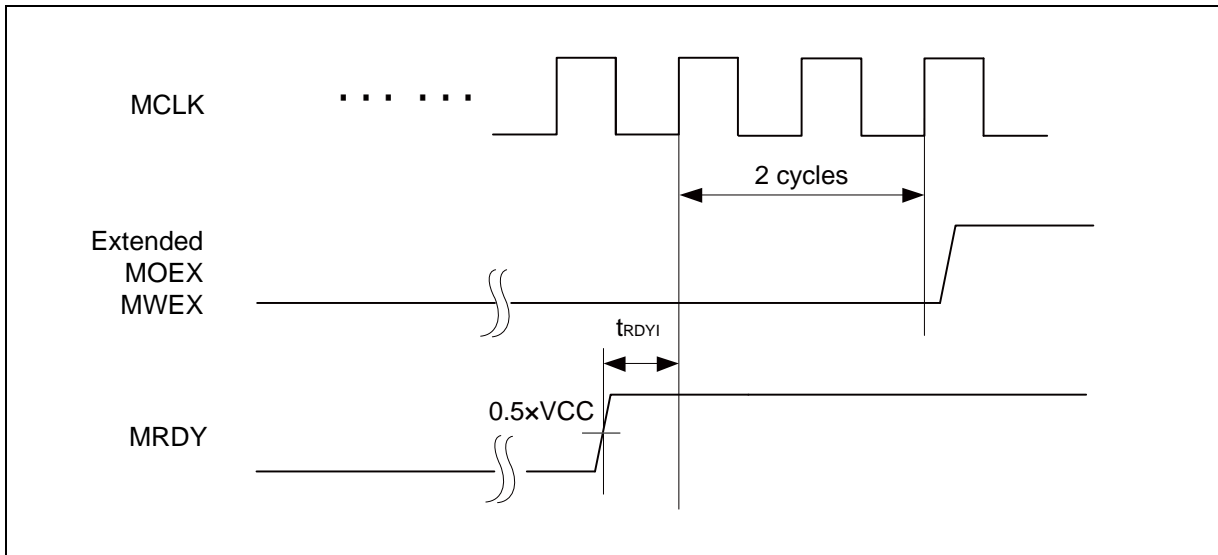 MCLK
... ...
2 cycles
Extended
MOEX
MWEX
tRDYI
0.5×VCC
MRDY